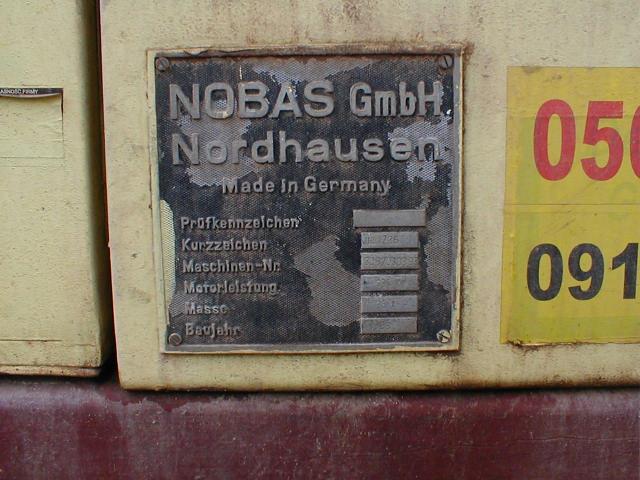 NOBAS GmbH
Nordhausen
Made in Germany
Prüfkennzeichen
Kurzzeichen
Maschinen-Nr.
Motorleistung
Masse
Baujahr
050
091